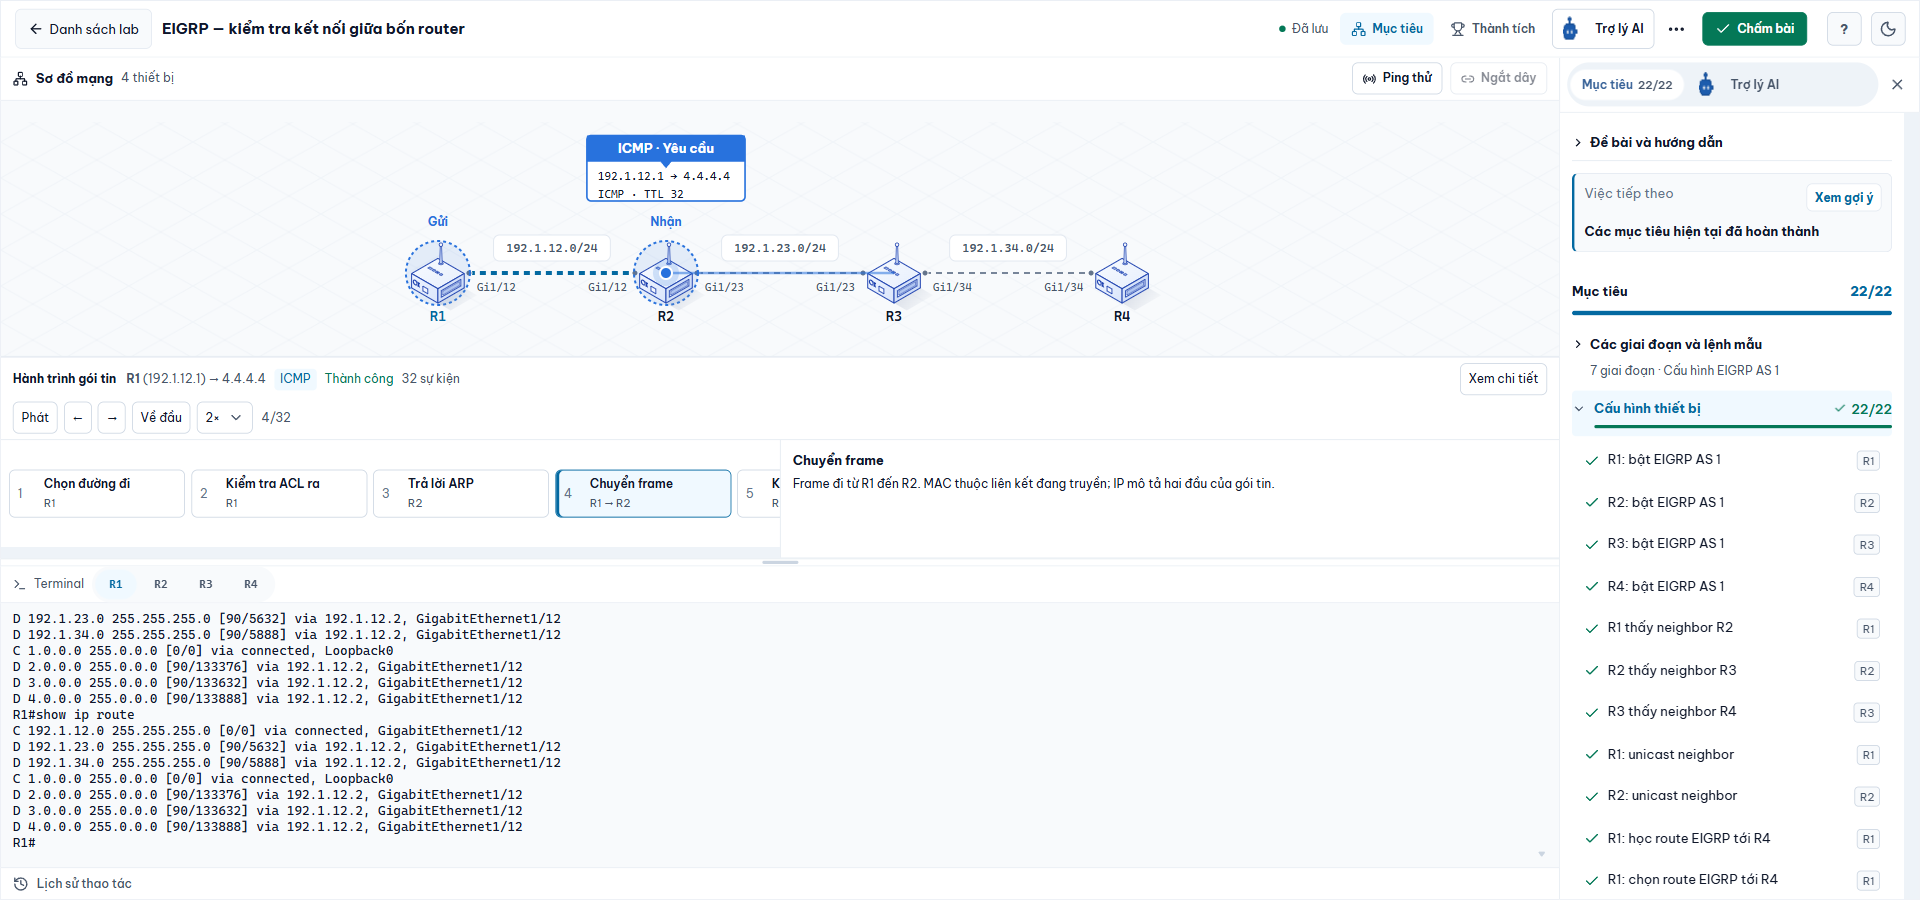 Danh sách lab
EIGRP — kiểm tra kết nối giữa bốn router
Đã lưu
Mục tiêu
Thành tích
Trợ lý AI
Chấm bài
?
Sơ đồ mạng 4 thiết bị
Ping thử
Ngắt dây
ICMP · Yêu cầu
192.1.12.1 → 4.4.4.4
ICMP · TTL 32
Gửi
Nhận
192.1.12.0/24
192.1.23.0/24
192.1.34.0/24
Gi1/12
Gi1/12
Gi1/23
Gi1/23
Gi1/34
Gi1/34
R1
R2
R3
R4
Hành trình gói tin R1 (192.1.12.1) → 4.4.4.4 ICMP Thành công 32 sự kiện
Xem chi tiết
Phát
←
→
Về đầu
2×
4/32
1 Chọn đường đi
R1
2 Kiểm tra ACL ra
R1
3 Trả lời ARP
R2
4 Chuyển frame
R1 → R2
5 K
R
Chuyển frame
Frame đi từ R1 đến R2. MAC thuộc liên kết đang truyền; IP mô tả hai đầu của gói tin.
Terminal R1 R2 R3 R4
D 192.1.23.0 255.255.255.0 [90/5632] via 192.1.12.2, GigabitEthernet1/12
D 192.1.34.0 255.255.255.0 [90/5888] via 192.1.12.2, GigabitEthernet1/12
C 1.0.0.0 255.0.0.0 [0/0] via connected, Loopback0
D 2.0.0.0 255.0.0.0 [90/133376] via 192.1.12.2, GigabitEthernet1/12
D 3.0.0.0 255.0.0.0 [90/133632] via 192.1.12.2, GigabitEthernet1/12
D 4.0.0.0 255.0.0.0 [90/133888] via 192.1.12.2, GigabitEthernet1/12
R1#show ip route
C 192.1.12.0 255.255.255.0 [0/0] via connected, GigabitEthernet1/12
D 192.1.23.0 255.255.255.0 [90/5632] via 192.1.12.2, GigabitEthernet1/12
D 192.1.34.0 255.255.255.0 [90/5888] via 192.1.12.2, GigabitEthernet1/12
C 1.0.0.0 255.0.0.0 [0/0] via connected, Loopback0
D 2.0.0.0 255.0.0.0 [90/133376] via 192.1.12.2, GigabitEthernet1/12
D 3.0.0.0 255.0.0.0 [90/133632] via 192.1.12.2, GigabitEthernet1/12
D 4.0.0.0 255.0.0.0 [90/133888] via 192.1.12.2, GigabitEthernet1/12
R1#
Lịch sử thao tác
Mục tiêu 22/22
Trợ lý AI
Đề bài và hướng dẫn
Việc tiếp theo
Xem gợi ý
Các mục tiêu hiện tại đã hoàn thành
Mục tiêu 22/22
Các giai đoạn và lệnh mẫu
7 giai đoạn · Cấu hình EIGRP AS 1
Cấu hình thiết bị 22/22
R1: bật EIGRP AS 1 R1
R2: bật EIGRP AS 1 R2
R3: bật EIGRP AS 1 R3
R4: bật EIGRP AS 1 R4
R1 thấy neighbor R2 R1
R2 thấy neighbor R3 R2
R3 thấy neighbor R4 R3
R1: unicast neighbor R1
R2: unicast neighbor R2
R1: học route EIGRP tới R4 R1
R1: chọn route EIGRP tới R4 R1